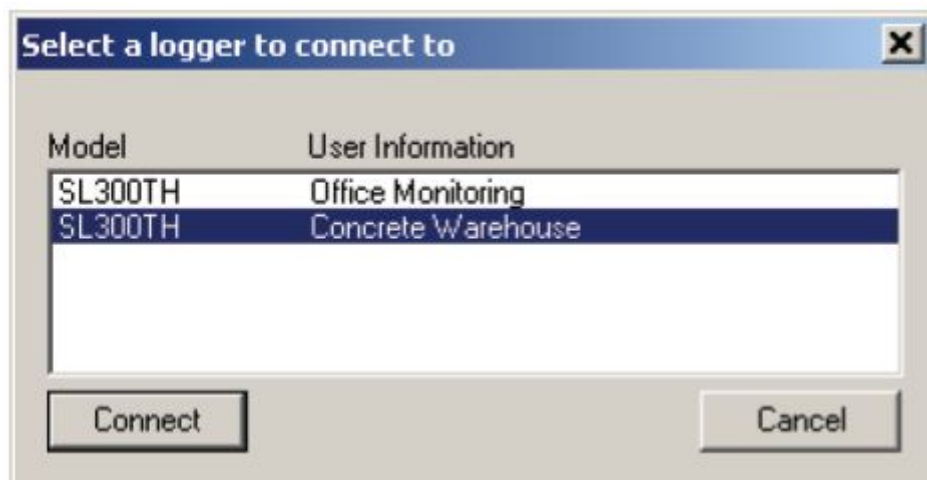 Select a logger to connect to
Model User Information
SL300TH Office Monitoring
SL300TH Concrete Warehouse
Connect Cancel